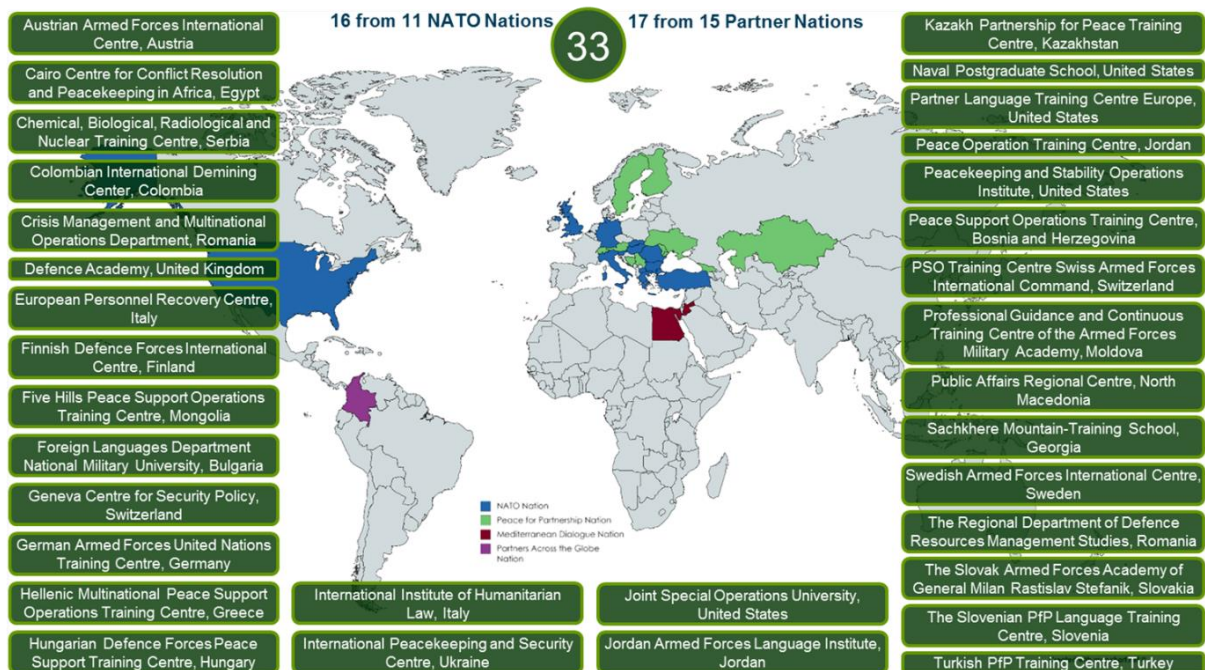 16 from 11 NATO Nations
33
17 from 15 Partner Nations
Austrian Armed Forces International
Centre, Austria
Cairo Centre for Conflict Resolution
and Peacekeeping in Africa, Egypt
Chemical, Biological, Radiological and
Nuclear Training Centre, Serbia
Colombian International Demining
Center, Colombia
Crisis Management and Multinational
Operations Department, Romania
Defence Academy, United Kingdom
European Personnel Recovery Centre,
Italy
Finnish Defence Forces International
Centre, Finland
Five Hills Peace Support Operations
Training Centre, Mongolia
Foreign Languages Department
National Military University, Bulgaria
Geneva Centre for Security Policy,
Switzerland
German Armed Forces United Nations
Training Centre, Germany
Hellenic Multinational Peace Support
Operations Training Centre, Greece
Hungarian Defence Forces Peace
Support Training Centre, Hungary
NATO Nation
Peace for Partnership Nation
Mediterranean Dialogue Nation
Partners Across the Globe
Nation
International Institute of Humanitarian
Law, Italy
International Peacekeeping and Security
Centre, Ukraine
Joint Special Operations University,
United States
Jordan Armed Forces Language Institute,
Jordan
Kazakh Partnership for Peace Training
Centre, Kazakhstan
Naval Postgraduate School, United States
Partner Language Training Centre Europe,
United States
Peace Operation Training Centre, Jordan
Peacekeeping and Stability Operations
Institute, United States
Peace Support Operations Training Centre,
Bosnia and Herzegovina
PSO Training Centre Swiss Armed Forces
International Command, Switzerland
Professional Guidance and Continuous
Training Centre of the Armed Forces
Military Academy, Moldova
Public Affairs Regional Centre, North
Macedonia
Sachkhere Mountain-Training School,
Georgia
Swedish Armed Forces International Centre,
Sweden
The Regional Department of Defence
Resources Management Studies, Romania
The Slovak Armed Forces Academy of
General Milan Rastislav Stefanik, Slovakia
The Slovenian PfP Language Training
Centre, Slovenia
Turkish PfP Training Centre, Turkey